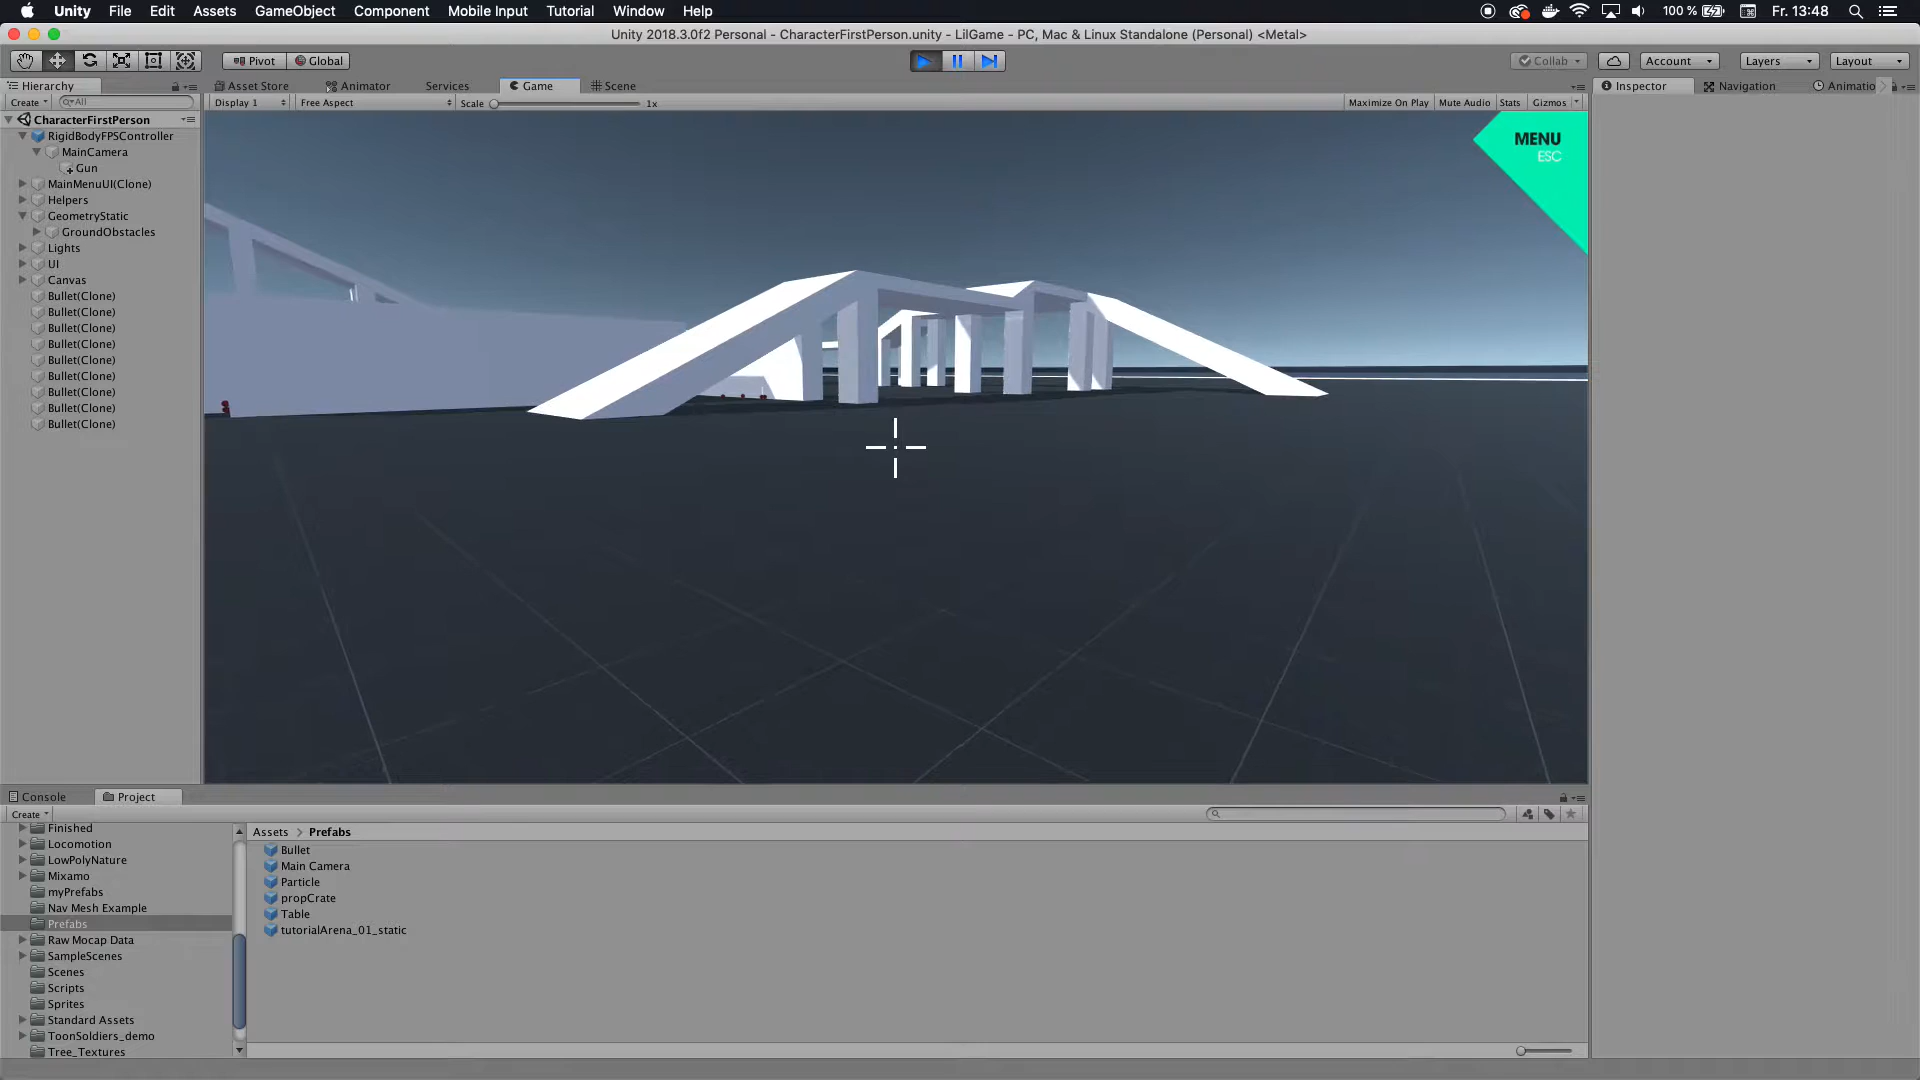 Unity File Edit Assets GameObject Component Mobile Input Tutorial Window Help 100 % Fr. 13:48
Unity 2018.3.0f2 Personal - CharacterFirstPerson.unity - LilGame - PC, Mac & Linux Standalone (Personal) <Metal>
Pivot Global Collab Account Layers Layout
Hierarchy Asset Store Animator Services Game Scene Inspector Navigation Animatio
Create All Display 1 Free Aspect Scale 1x Maximize On Play Mute Audio Stats Gizmos
CharacterFirstPerson
RigidBodyFPSController
MainCamera
Gun
MainMenuUI(Clone)
Helpers
GeometryStatic
GroundObstacles
Lights
UI
Canvas
Bullet(Clone)
Bullet(Clone)
Bullet(Clone)
Bullet(Clone)
Bullet(Clone)
Bullet(Clone)
Bullet(Clone)
Bullet(Clone)
Bullet(Clone)
MENU
ESC
Console Project
Create
Finished
Locomotion
LowPolyNature
Mixamo
myPrefabs
Nav Mesh Example
Prefabs
Raw Mocap Data
SampleScenes
Scenes
Scripts
Sprites
Standard Assets
ToonSoldiers_demo
Tree_Textures
Assets > Prefabs
Bullet
Main Camera
Particle
propCrate
Table
tutorialArena_01_static